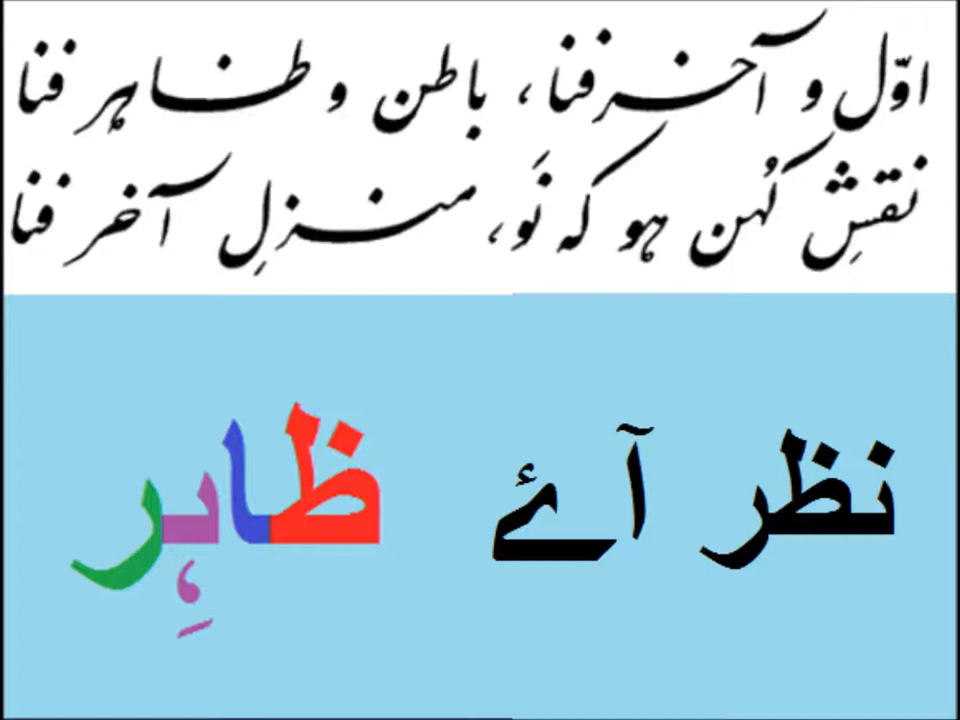 اوّل و آخر فنا، باطن و ظاہر فنا
نقشِ کُہن ہو کہ نَو، منزلِ آخر فنا
نظر آئے ظاہِر